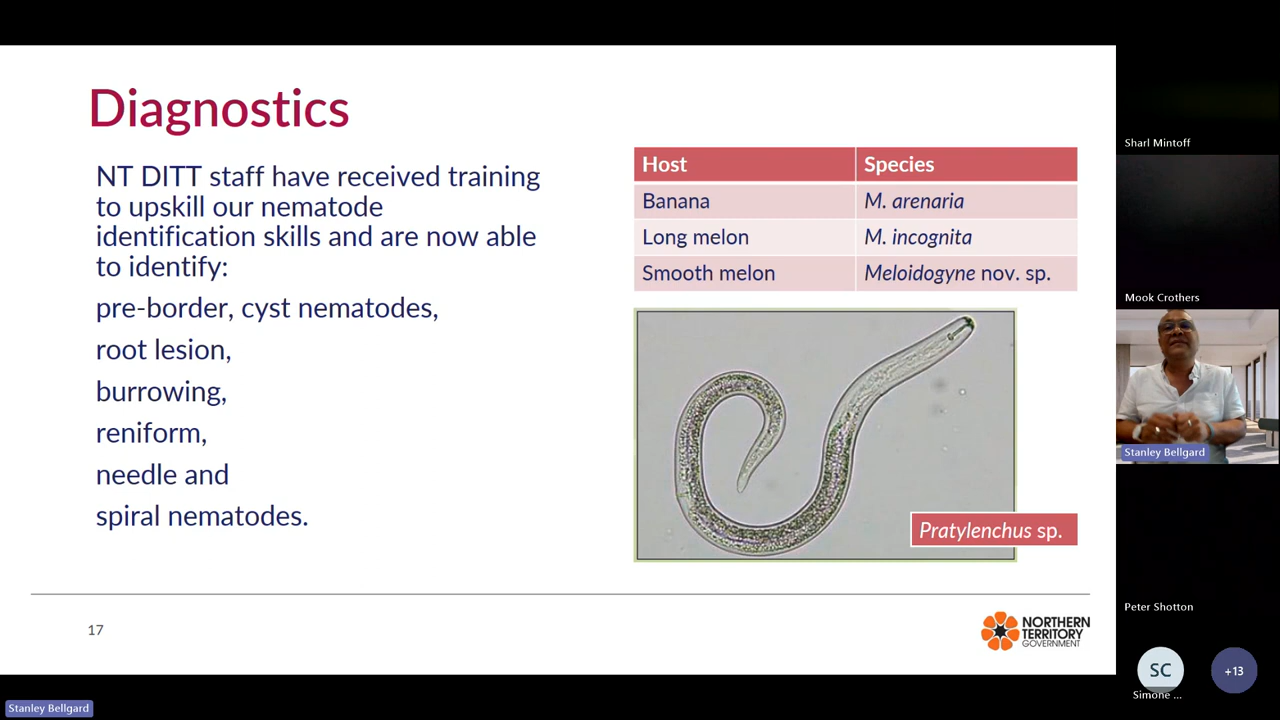 Diagnostics
NT DITT staff have received training
to upskill our nematode
identification skills and are now able
to identify:
pre-border, cyst nematodes,
root lesion,
burrowing,
reniform,
needle and
spiral nematodes.
Host Species
Banana M. arenaria
Long melon M. incognita
Smooth melon Meloidogyne nov. sp.
Pratylenchus sp.
17
NORTHERN
TERRITORY
GOVERNMENT
Sharl Mintoff
Mook Crothers
Stanley Bellgard
Peter Shotton
SC
Simone ...
+13
Stanley Bellgard